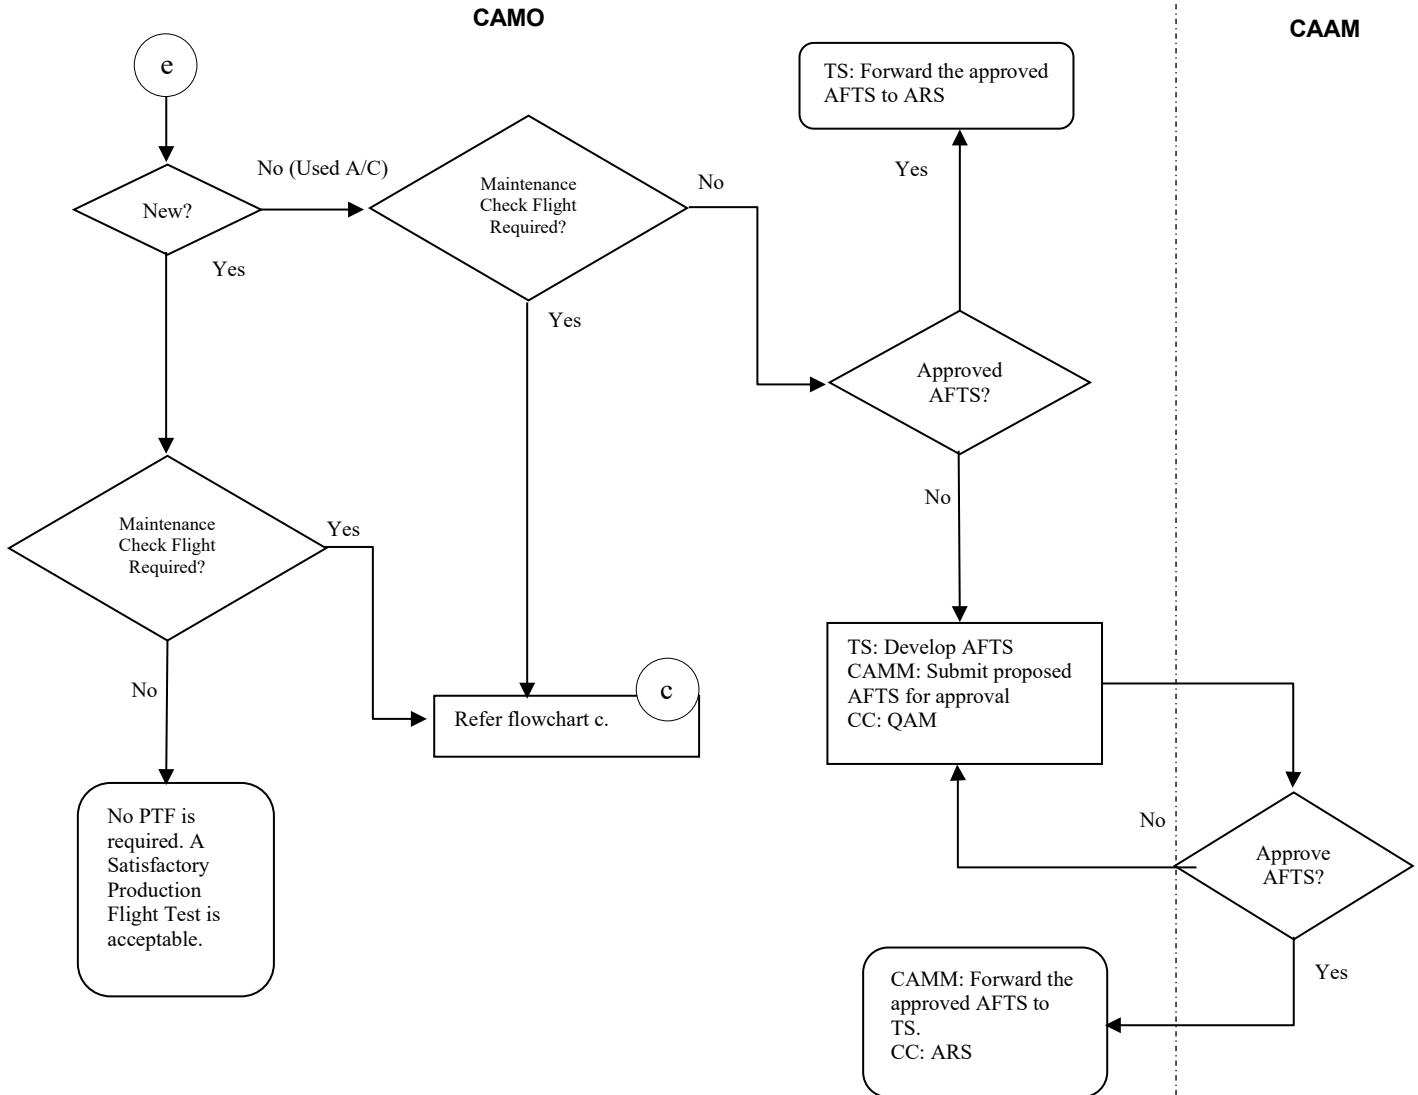 CAMO
CAAM
e
TS: Forward the approved
AFTS to ARS
No (Used A/C)
Maintenance
Check Flight
Required?
No
Yes
New?
Yes
Yes
Approved
AFTS?
No
Maintenance
Check Flight
Required?
Yes
No
c
Refer flowchart c.
TS: Develop AFTS
CAMM: Submit proposed
AFTS for approval
CC: QAM
No PTF is
required. A
Satisfactory
Production
Flight Test is
acceptable.
No
Approve
AFTS?
Yes
CAMM: Forward the
approved AFTS to
TS.
CC: ARS